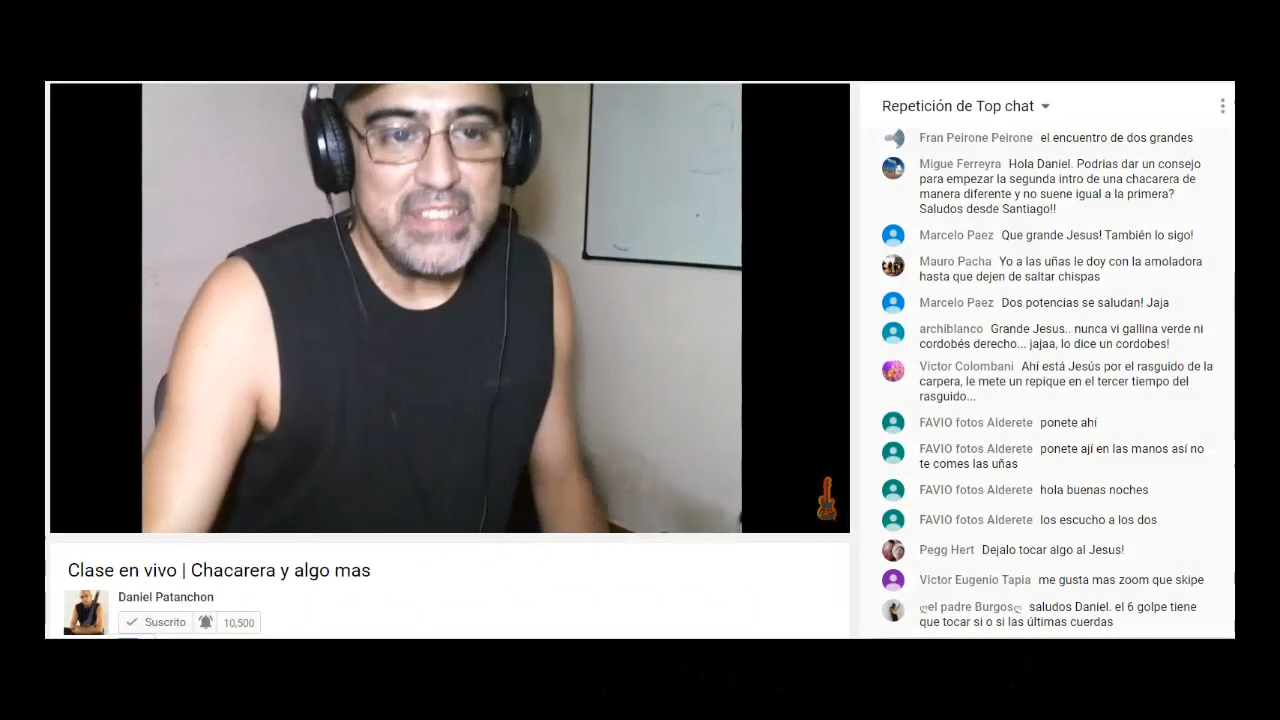 Repetición de Top chat
Fran Peirone Peirone el encuentro de dos grandes
Migue Ferreyra Hola Daniel. Podrias dar un consejo
para empezar la segunda intro de una chacarera de
manera diferente y no suene igual a la primera?
Saludos desde Santiago!!
Marcelo Paez Que grande Jesus! También lo sigo!
Mauro Pacha Yo a las uñas le doy con la amoladora
hasta que dejen de saltar chispas
Marcelo Paez Dos potencias se saludan! Jaja
archiblanco Grande Jesus.. nunca vi gallina verde ni
cordobés derecho... jajaa, lo dice un cordobes!
Victor Colombani Ahí está Jesús por el rasguido de la
carpera, le mete un repique en el tercer tiempo del
rasguido...
FAVIO fotos Alderete ponete ahí
FAVIO fotos Alderete ponete ají en las manos así no
te comes las uñas
FAVIO fotos Alderete hola buenas noches
FAVIO fotos Alderete los escucho a los dos
Pegg Hert Dejalo tocar algo al Jesus!
Victor Eugenio Tapia me gusta mas zoom que skipe
ღel padre Burgosღ saludos Daniel. el 6 golpe tiene
que tocar si o si las últimas cuerdas
Clase en vivo | Chacarera y algo mas
Daniel Patanchon
Suscrito 10,500